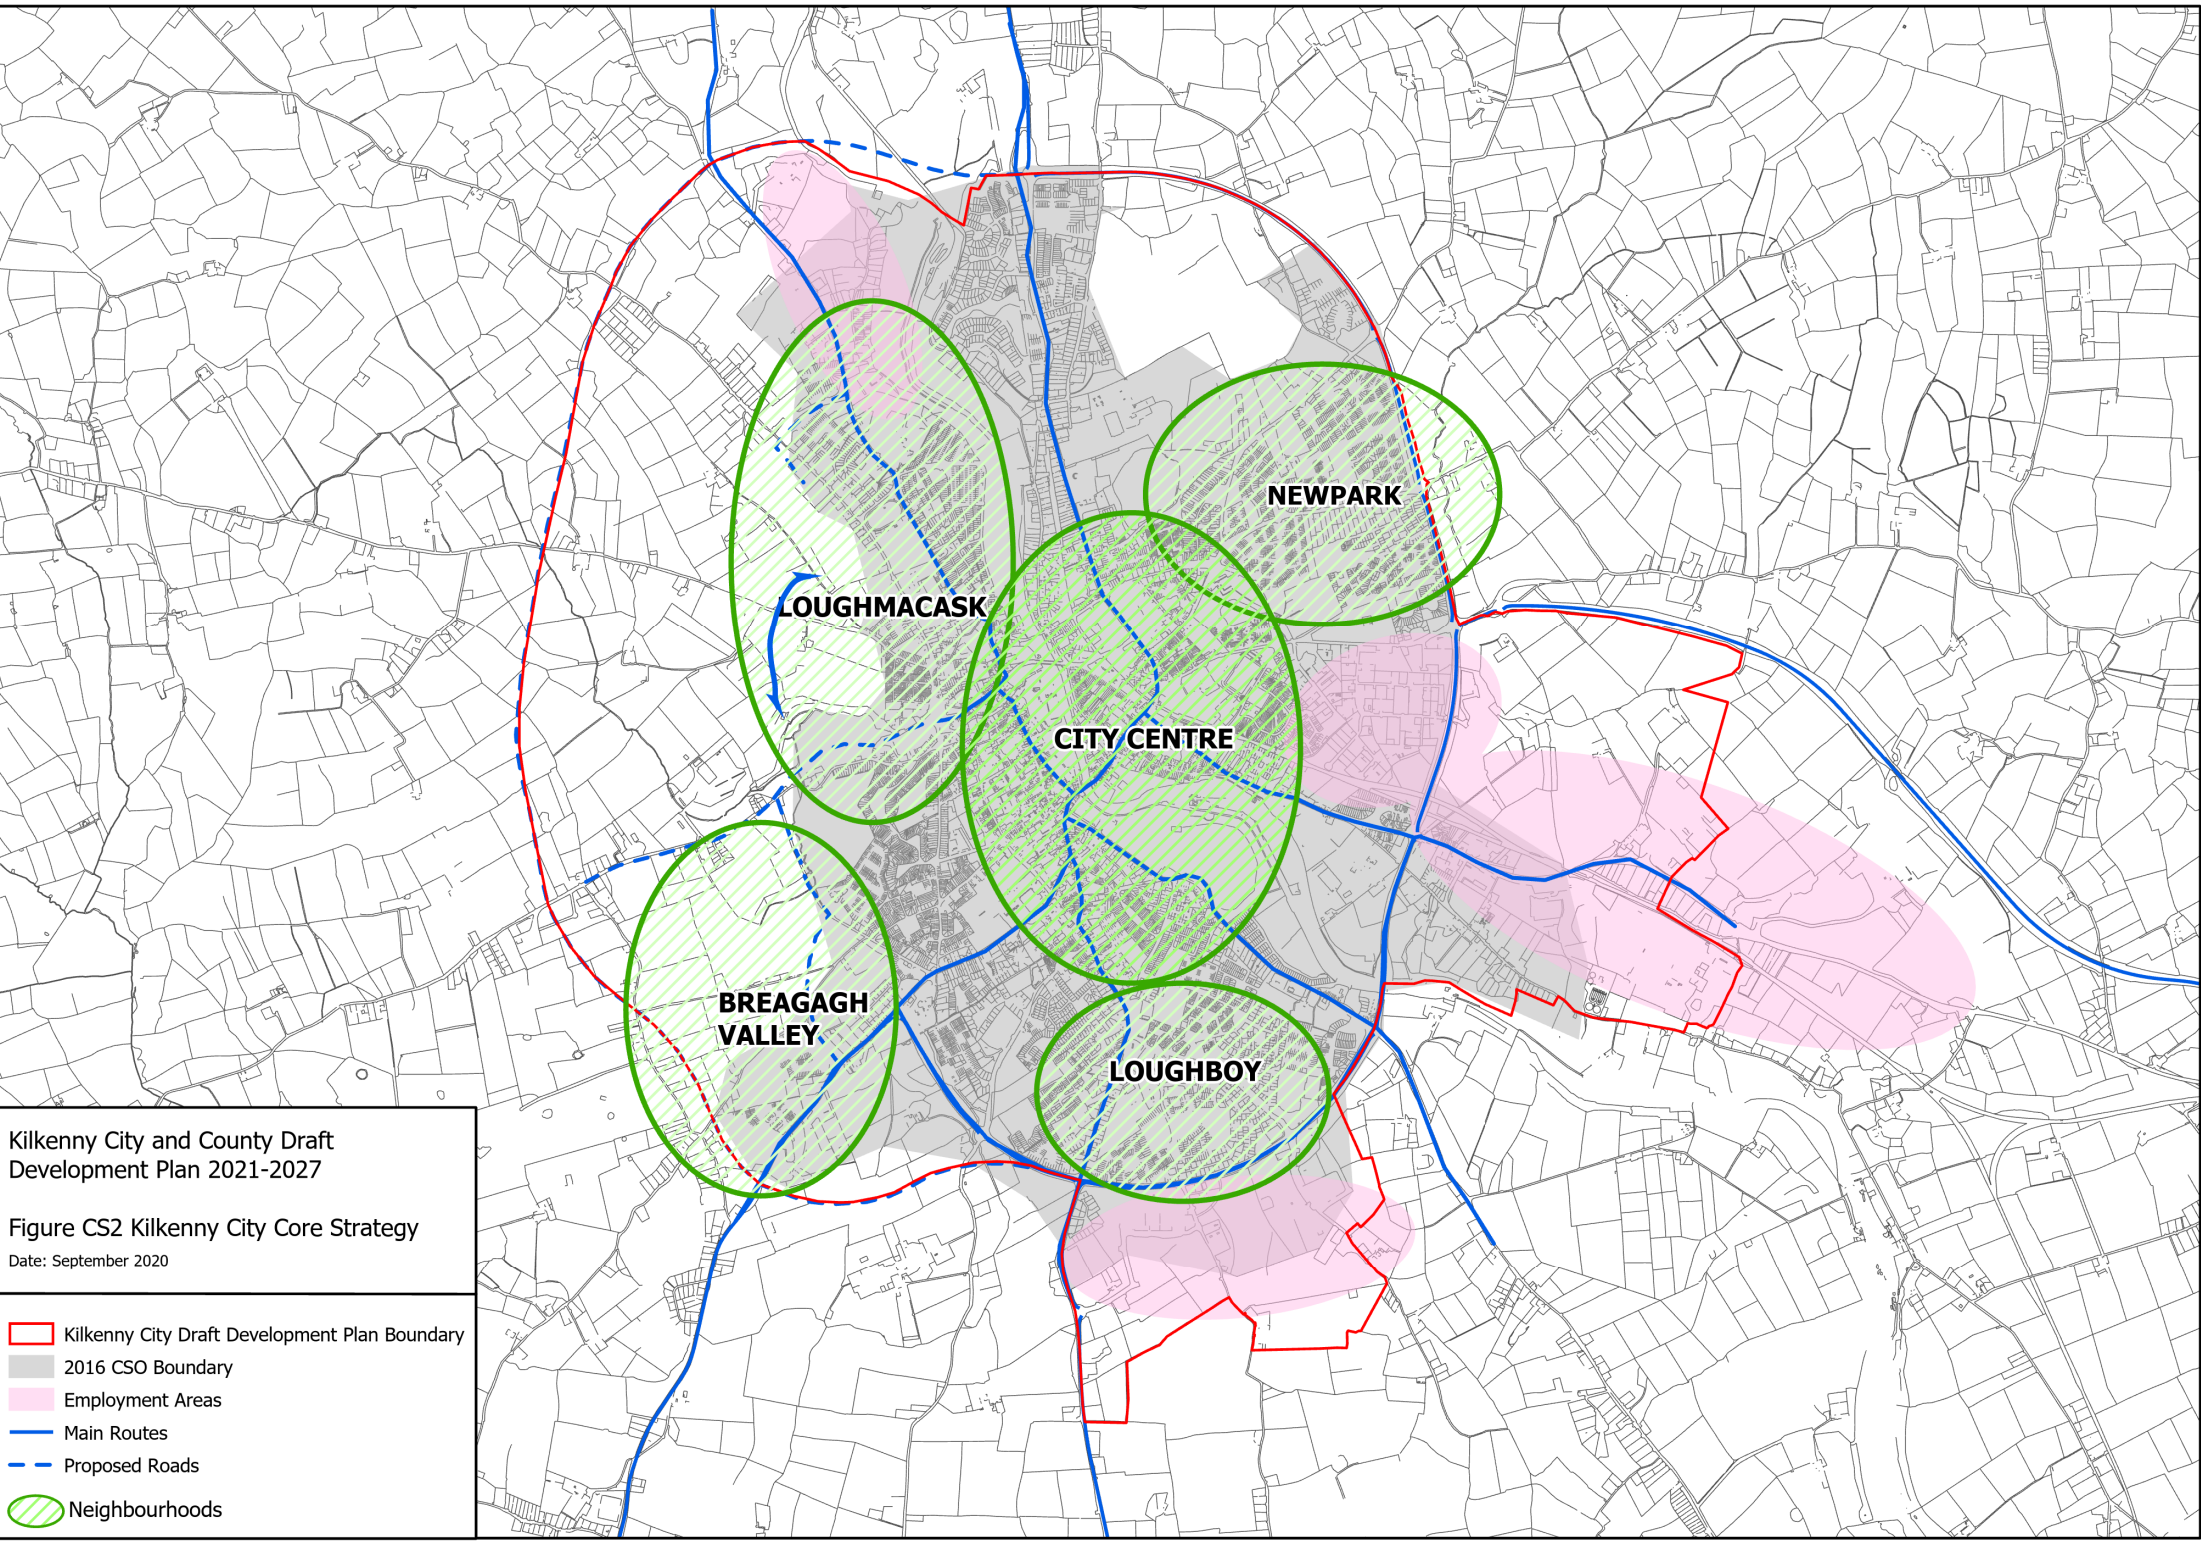 NEWPARK
LOUGHMACASK
CITY CENTRE
BREAGAGH
VALLEY
LOUGHBOY
Kilkenny City and County Draft
Development Plan 2021-2027
Figure CS2 Kilkenny City Core Strategy
Date: September 2020
Kilkenny City Draft Development Plan Boundary
2016 CSO Boundary
Employment Areas
Main Routes
Proposed Roads
Neighbourhoods